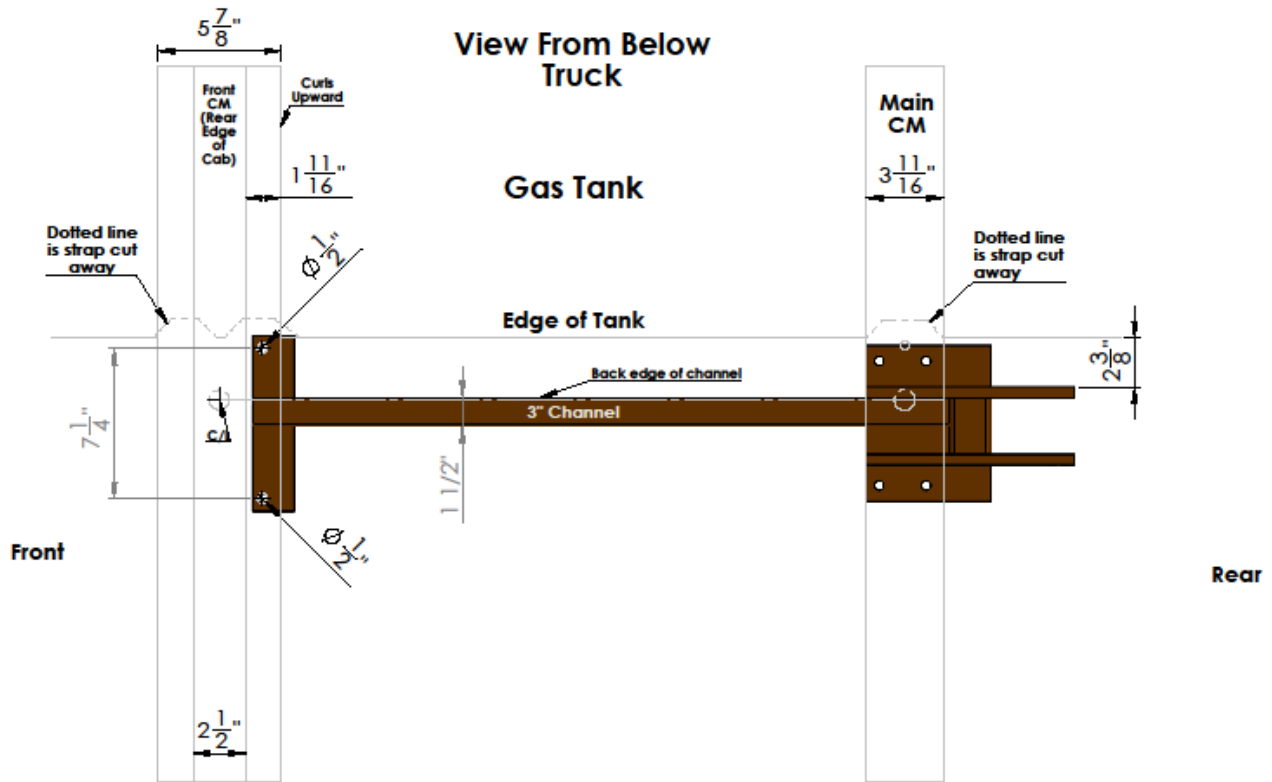 5 7/8"
View From Below
Truck
Front
CM
(Rear
Edge
of
Cab)
Curls
Upward
Main
CM
1 11/16"
3 11/16"
Gas Tank
Dotted line
is strap cut
away
Ø 1/2"
Dotted line
is strap cut
away
Edge of Tank
2 3/8"
Back edge of channel
3" Channel
C/L
7 1/4"
1 1/2"
Ø 1/2"
Front
Rear
2 1/2"